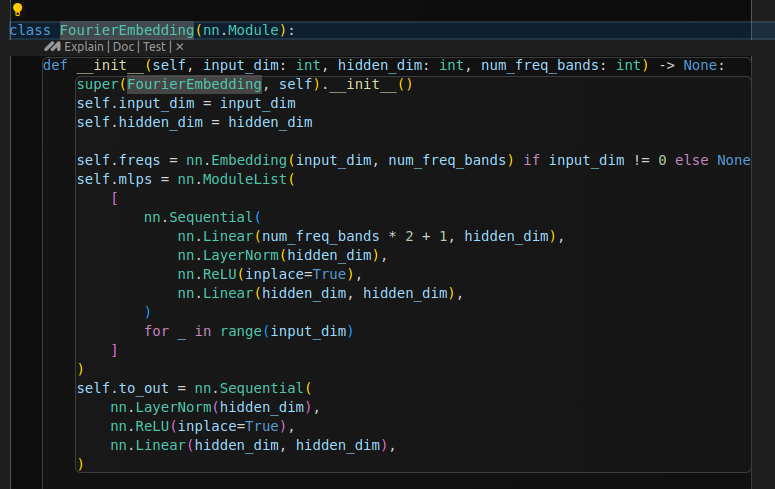 class FourierEmbedding(nn.Module):
Explain | Doc | Test | ×
def __init__(self, input_dim: int, hidden_dim: int, num_freq_bands: int) -> None:
super(FourierEmbedding, self).__init__()
self.input_dim = input_dim
self.hidden_dim = hidden_dim
self.freqs = nn.Embedding(input_dim, num_freq_bands) if input_dim != 0 else None
self.mlps = nn.ModuleList(
[
nn.Sequential(
nn.Linear(num_freq_bands * 2 + 1, hidden_dim),
nn.LayerNorm(hidden_dim),
nn.ReLU(inplace=True),
nn.Linear(hidden_dim, hidden_dim),
)
for _ in range(input_dim)
]
)
self.to_out = nn.Sequential(
nn.LayerNorm(hidden_dim),
nn.ReLU(inplace=True),
nn.Linear(hidden_dim, hidden_dim),
)